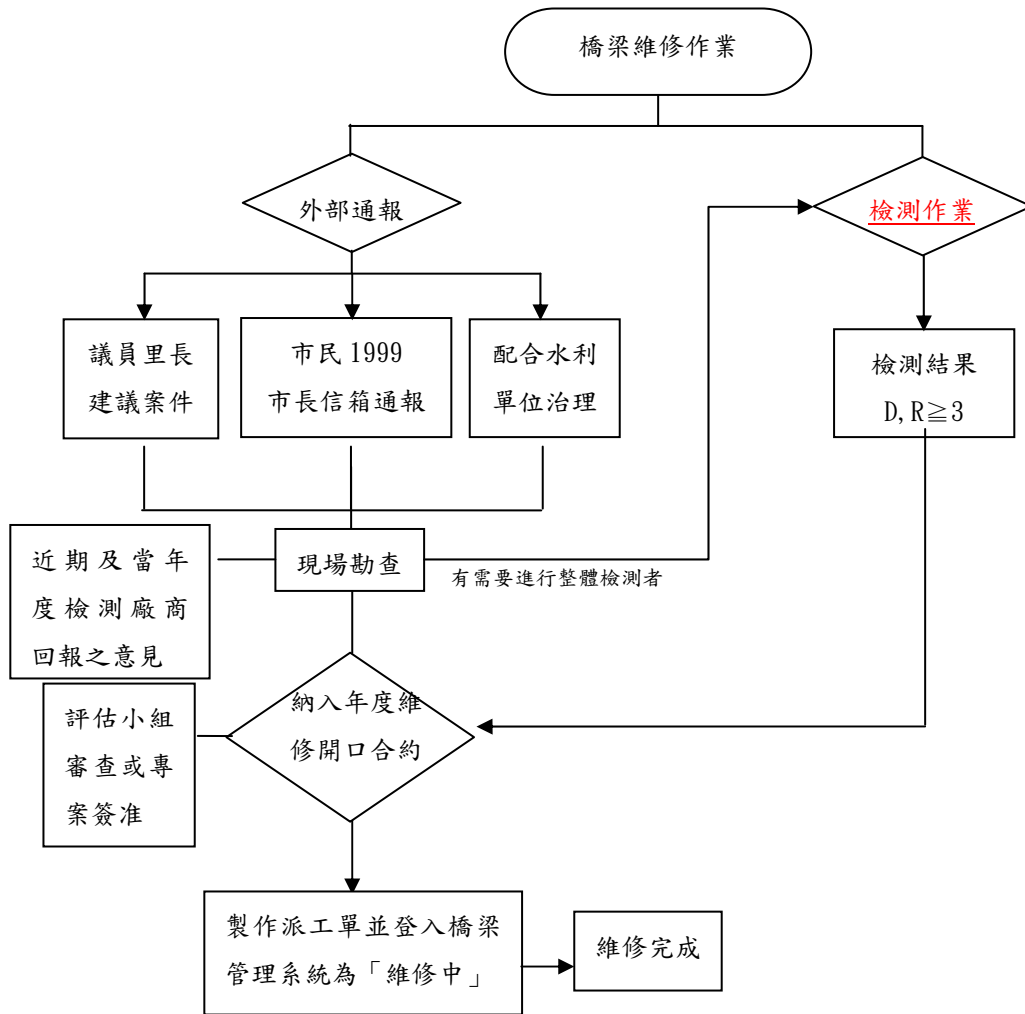 橋梁維修作業
外部通報
檢測作業
議員里長
建議案件
市民1999
市長信箱通報
配合水利
單位治理
檢測結果
D,R≧3
近期及當年
度檢測廠商
回報之意見
現場勘查
有需要進行整體檢測者
評估小組
審查或專
案簽准
納入年度維
修開口合約
製作派工單並登入橋梁
管理系統為「維修中」
維修完成